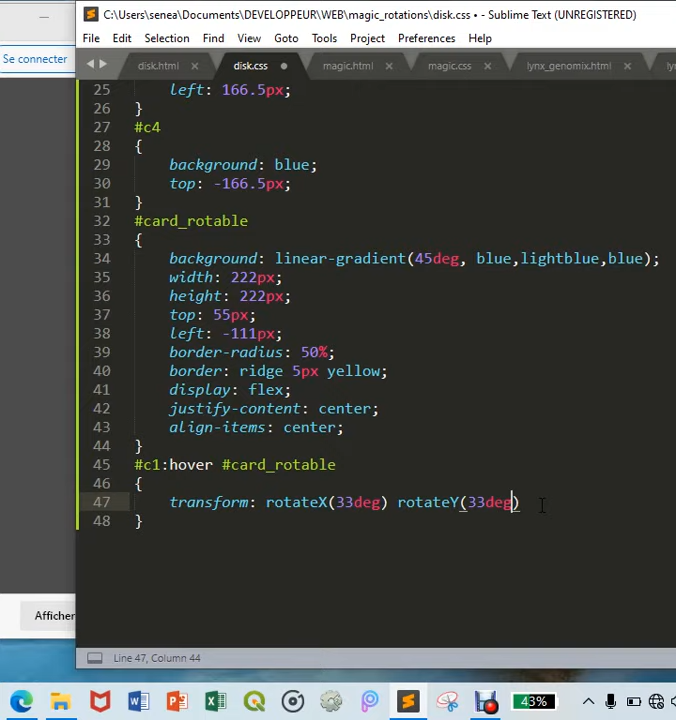 C:\Users\senea\Documents\DEVELOPPEUR\WEB\magic_rotations\disk.css • - Sublime Text (UNREGISTERED)
File Edit Selection Find View Goto Tools Project Preferences Help
Se connecter
disk.html disk.css magic.html magic.css lynx_genomix.html
25 left: 166.5px;
26 }
27 #c4
28 {
29 background: blue;
30 top: -166.5px;
31 }
32 #card_rotable
33 {
34 background: linear-gradient(45deg, blue,lightblue,blue);
35 width: 222px;
36 height: 222px;
37 top: 55px;
38 left: -111px;
39 border-radius: 50%;
40 border: ridge 5px yellow;
41 display: flex;
42 justify-content: center;
43 align-items: center;
44 }
45 #c1:hover #card_rotable
46 {
47 transform: rotateX(33deg) rotateY(33deg)
48 }
Afficher
Line 47, Column 44
43%